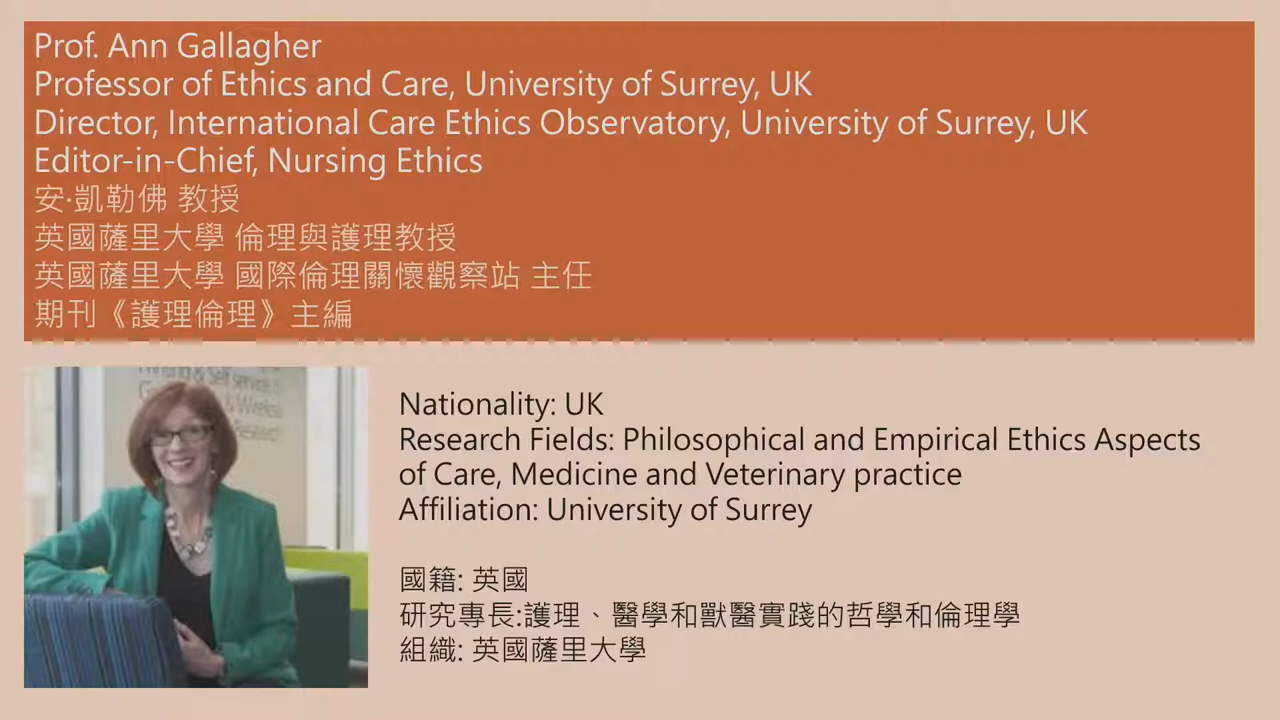 Prof. Ann Gallagher
Professor of Ethics and Care, University of Surrey, UK
Director, International Care Ethics Observatory, University of Surrey, UK
Editor-in-Chief, Nursing Ethics
安·凱勒佛 教授
英國薩里大學 倫理與護理教授
英國薩里大學 國際倫理關懷觀察站 主任
期刊《護理倫理》主編
& Self service
& Wireless
Nationality: UK
Research Fields: Philosophical and Empirical Ethics Aspects
of Care, Medicine and Veterinary practice
Affiliation: University of Surrey
國籍: 英國
研究專長:護理、醫學和獸醫實踐的哲學和倫理學
組織: 英國薩里大學